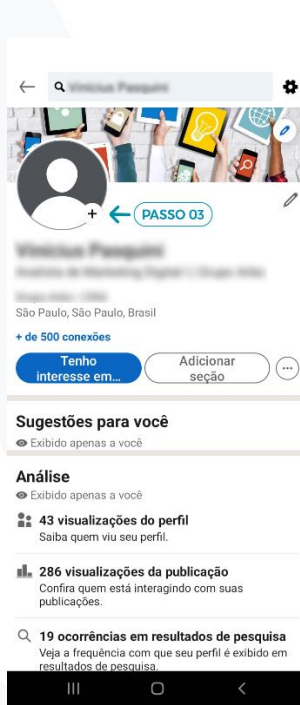 PASSO 03
São Paulo, São Paulo, Brasil
+ de 500 conexões
Tenho
interesse em...
Adicionar
seção
Sugestões para você
Exibido apenas a você
Análise
Exibido apenas a você
43 visualizações do perfil
Saiba quem viu seu perfil.
286 visualizações da publicação
Confira quem está interagindo com suas
publicações.
19 ocorrências em resultados de pesquisa
Veja a frequência com que seu perfil é exibido em
resultados de pesquisa.